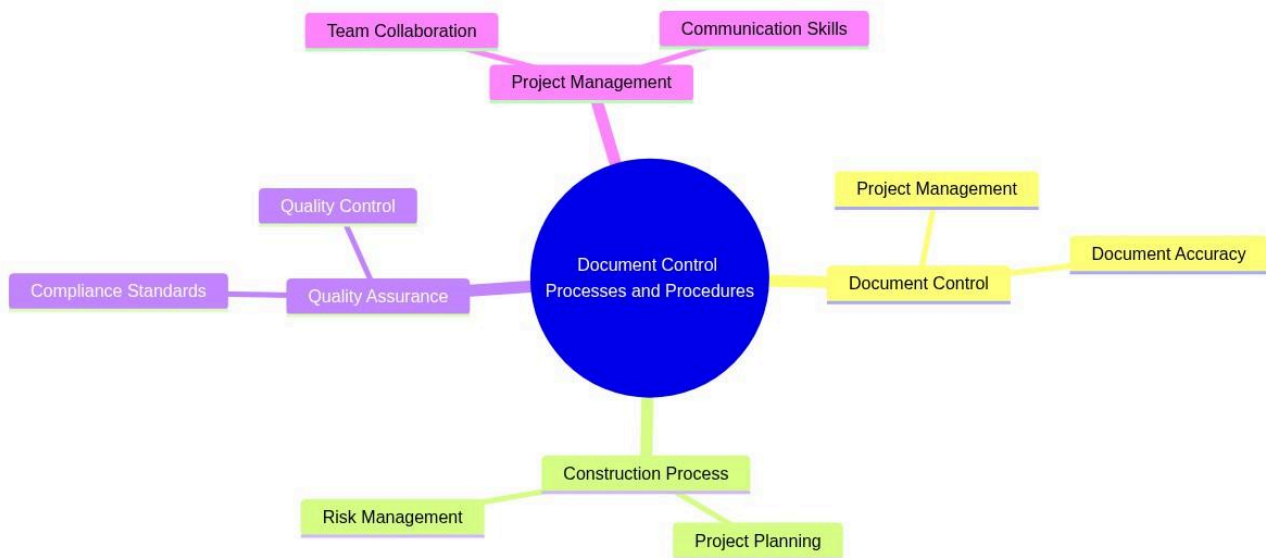 Team Collaboration
Communication Skills
Project Management
Project Management
Quality Control
Document Accuracy
Document Control
Processes and Procedures
Document Control
Compliance Standards
Quality Assurance
Construction Process
Risk Management
Project Planning